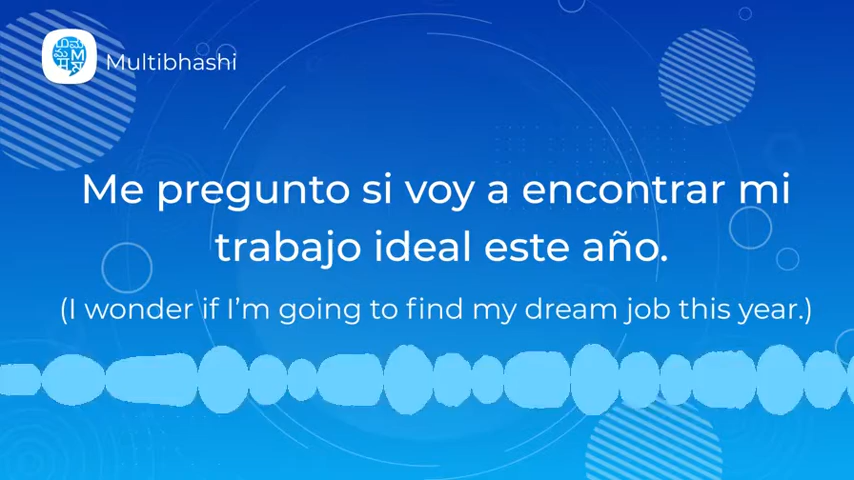 Multibhashi
Me pregunto si voy a encontrar mi
trabajo ideal este año.
(I wonder if I’m going to find my dream job this year.)